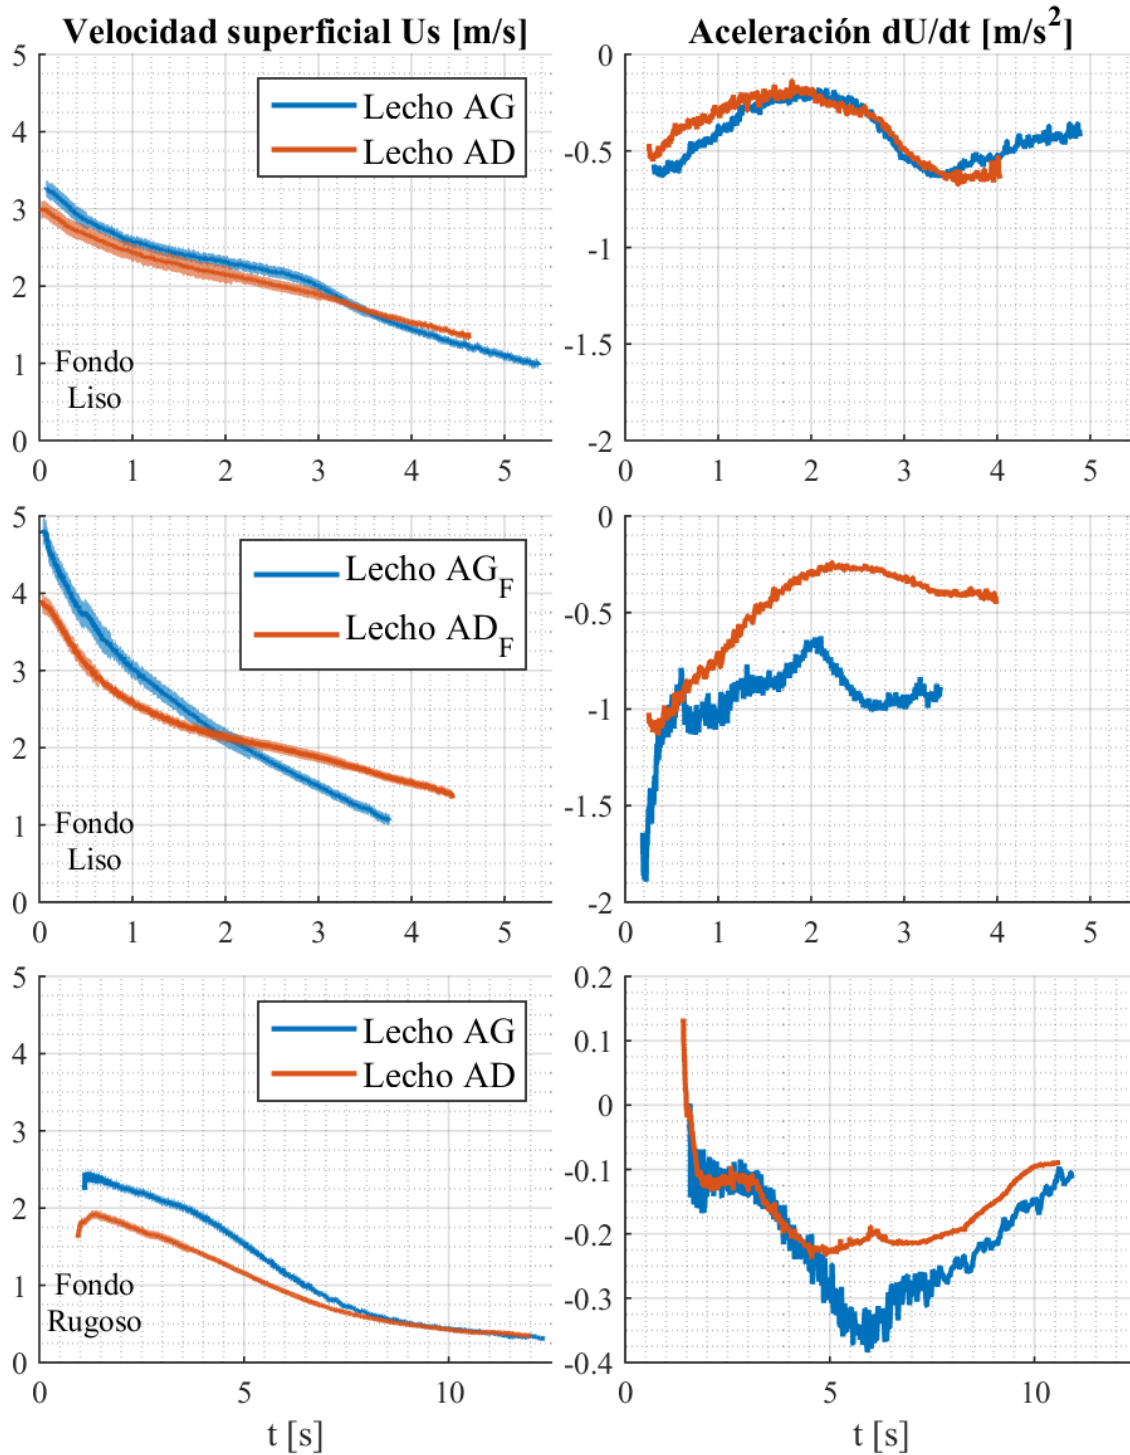 Velocidad superficial Us [m/s]
Aceleración dU/dt [m/s²]
5
4
3
2
1
0
Lecho AG
Lecho AD
Fondo
Liso
0 1 2 3 4 5
0
-0.5
-1
-1.5
-2
0 1 2 3 4 5
5
4
3
2
1
0
Lecho AG_F
Lecho AD_F
Fondo
Liso
0 1 2 3 4 5
0
-0.5
-1
-1.5
-2
0 1 2 3 4 5
5
4
3
2
1
0
Lecho AG
Lecho AD
Fondo
Rugoso
0 5 10
t [s]
0.2
0.1
0
-0.1
-0.2
-0.3
-0.4
0 5 10
t [s]